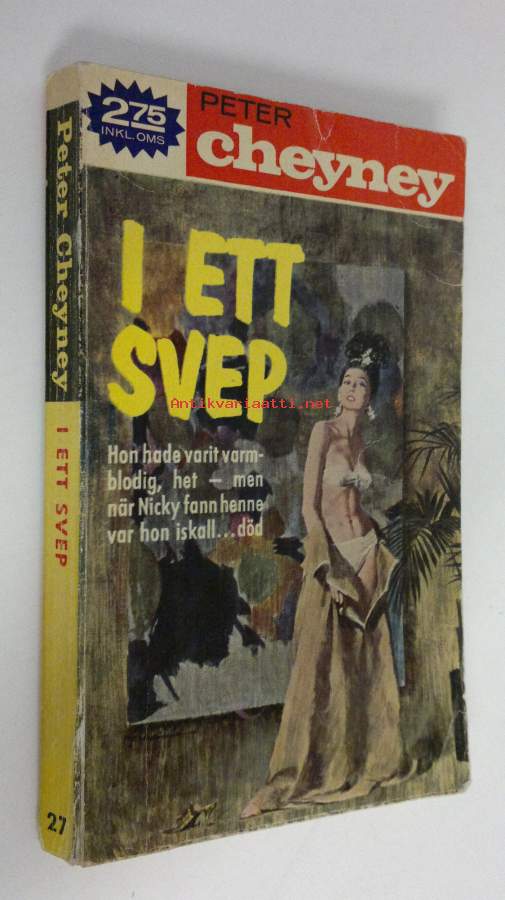 275
INKL. OMS
PETER
cheyney
I ETT
SVEP
Antikvariaatti.net
Hon hade varit varm-
blodig, het – men
när Nicky fann henne
var hon iskall...död
Peter Cheyney
I ETT SVEP
27